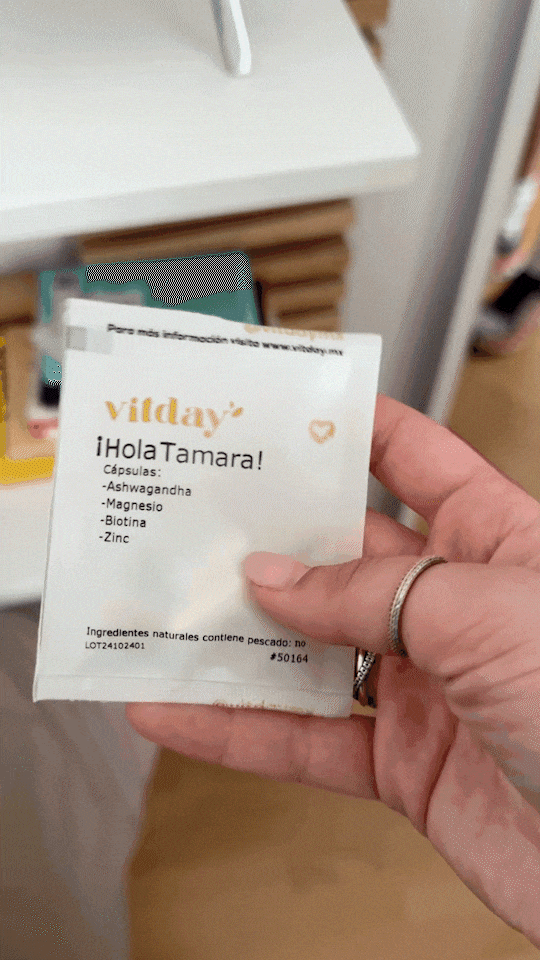 Para más información visita www.vitday.mx
vitday
¡Hola Tamara!
Cápsulas:
-Ashwagandha
-Magnesio
-Biotina
-Zinc
Ingredientes naturales contiene pescado: no
LOT24102401
#50164